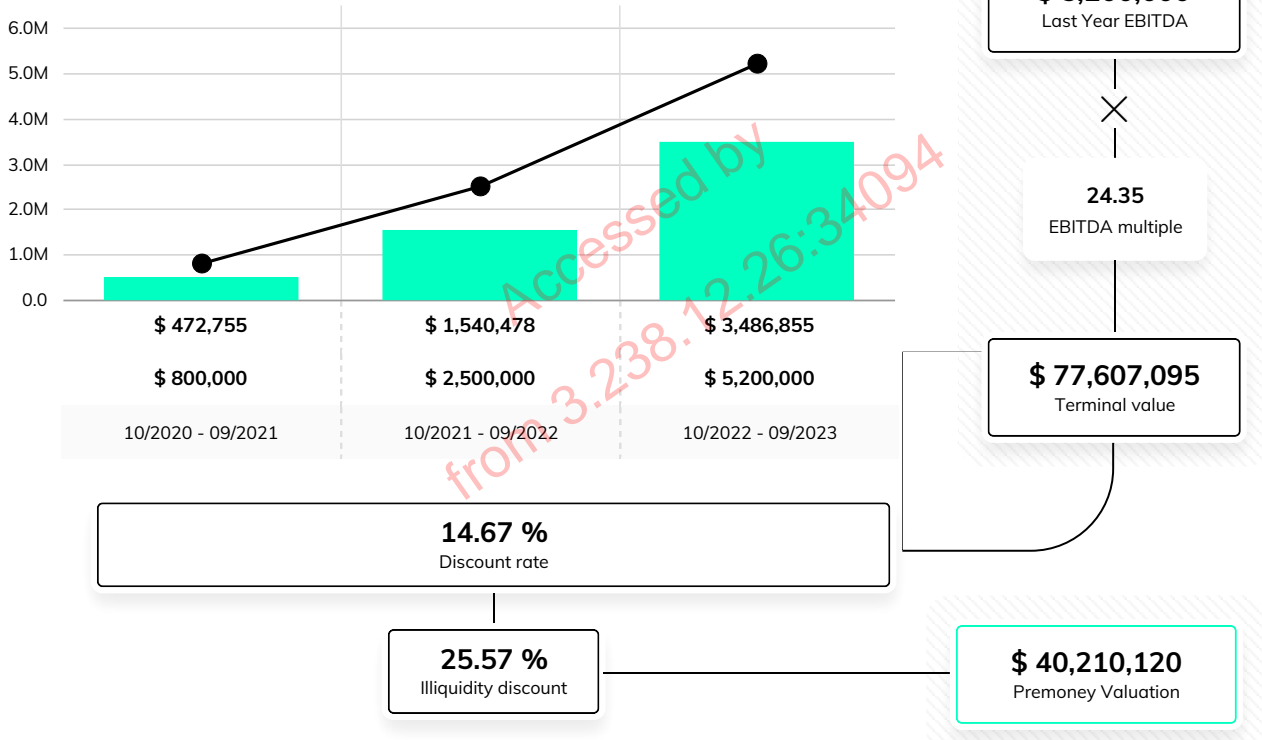 Last Year EBITDA
6.0M
5.0M
4.0M
3.0M
2.0M
1.0M
0.0
24.35
EBITDA multiple
$ 472,755
$ 1,540,478
$ 3,486,855
$ 800,000
$ 2,500,000
$ 5,200,000
10/2020 - 09/2021
10/2021 - 09/2022
10/2022 - 09/2023
$ 77,607,095
Terminal value
14.67 %
Discount rate
25.57 %
Illiquidity discount
$ 40,210,120
Premoney Valuation
Accessed by
from 3.238.12.26:34094